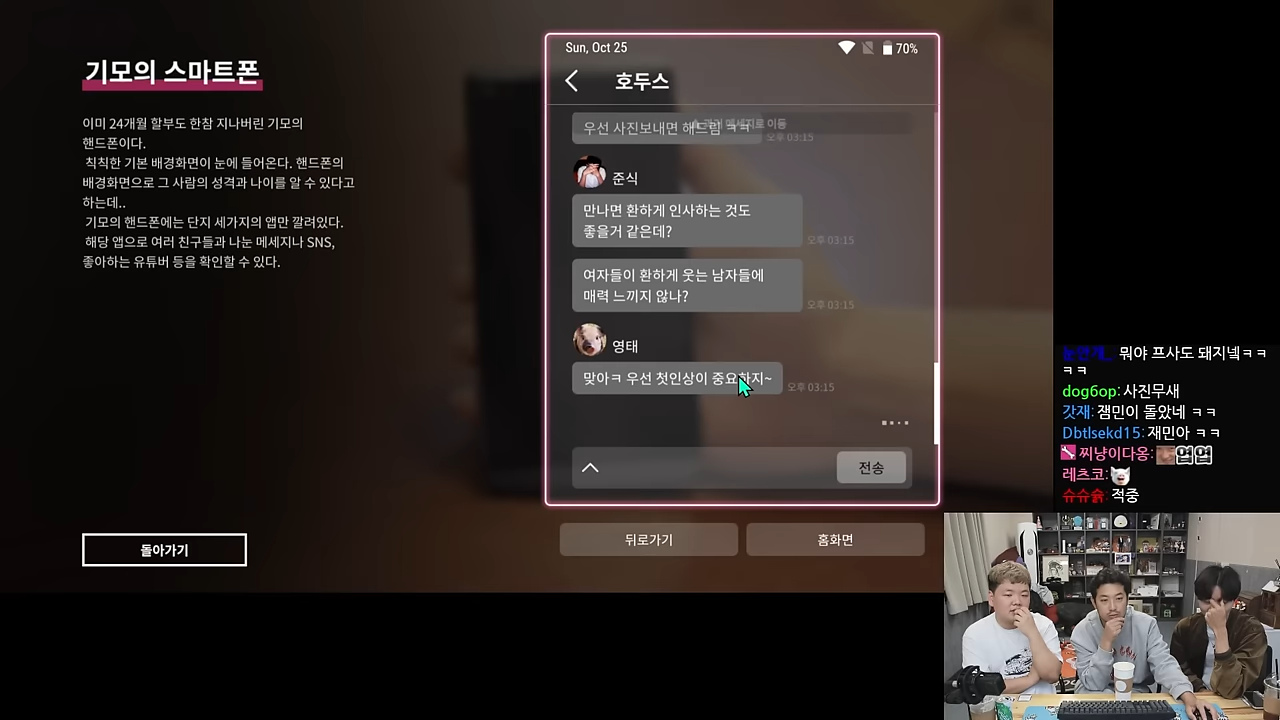 기모의 스마트폰
이미 24개월 할부도 한참 지나버린 기모의
핸드폰이다.
칙칙한 기본 배경화면이 눈에 들어온다. 핸드폰의
배경화면으로 그 사람의 성격과 나이를 알 수 있다고
하는데..
기모의 핸드폰에는 단지 세가지의 앱만 깔려있다.
해당 앱으로 여러 친구들과 나눈 메세지나 SNS,
좋아하는 유튜버 등을 확인할 수 있다.
돌아가기
Sun, Oct 25
70%
호두스
메세지로 이동
우선 사진보내면 해드림 ㅋㅋ
오후 03:15
준식
만나면 환하게 인사하는 것도
좋을거 같은데?
오후 03:15
여자들이 환하게 웃는 남자들에
매력 느끼지 않나?
오후 03:15
영태
맞아ㅋ 우선 첫인상이 중요하지~
오후 03:15
전송
뒤로가기
홈화면
뭐야 프사도 돼지넼ㅋㅋ
ㅋㅋ
dog6op: 사진무새
갓재: 잼민이 돌았네 ㅋㅋ
Dbtlsekd15: 재민아 ㅋㅋ
찌냥이다옹: 엽엽
레츠코:
슈슈슑: 적중